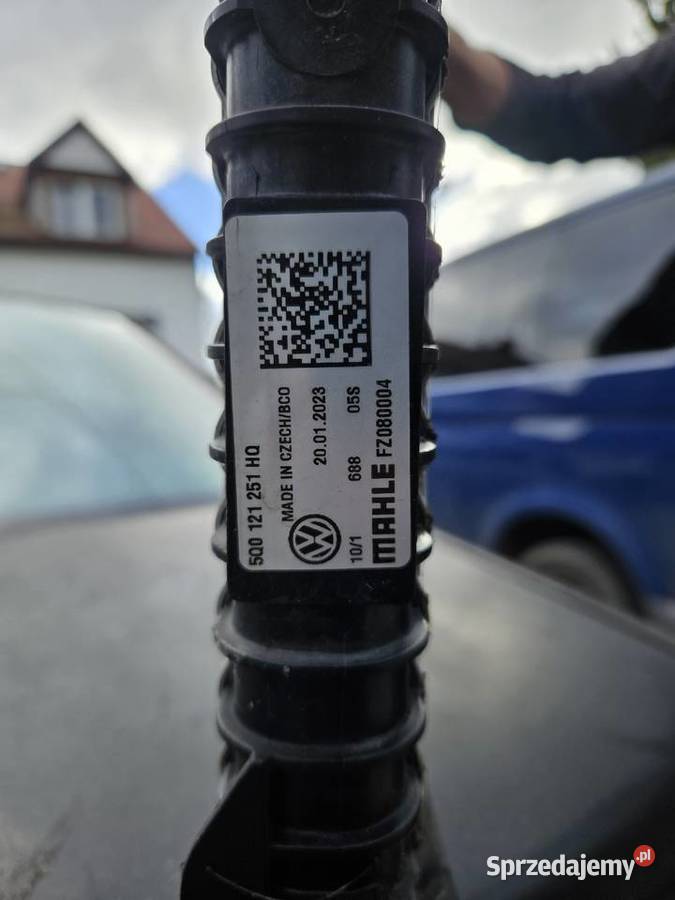 5Q0 121 251 HQ
MADE IN CZECH/BCO
20.01.2023
10/1 688 05S
MAHLE FZ080004
Sprzedajemy.pl